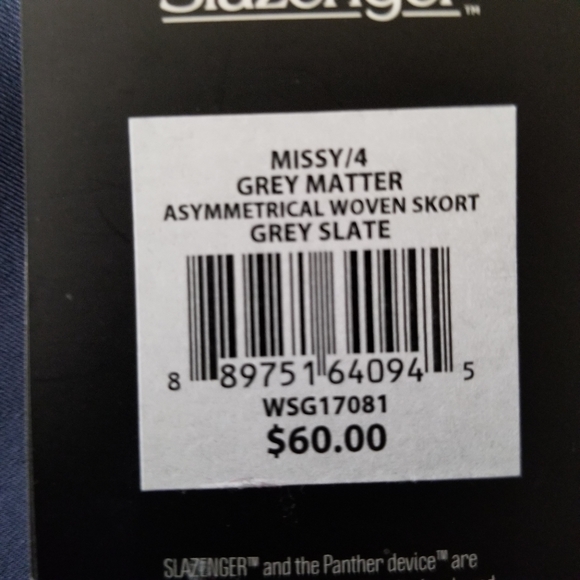 Slazenger™
MISSY/4
GREY MATTER
ASYMMETRICAL WOVEN SKORT
GREY SLATE
8 89751 64094 5
WSG17081
$60.00
SLAZENGER™ and the Panther device™ are